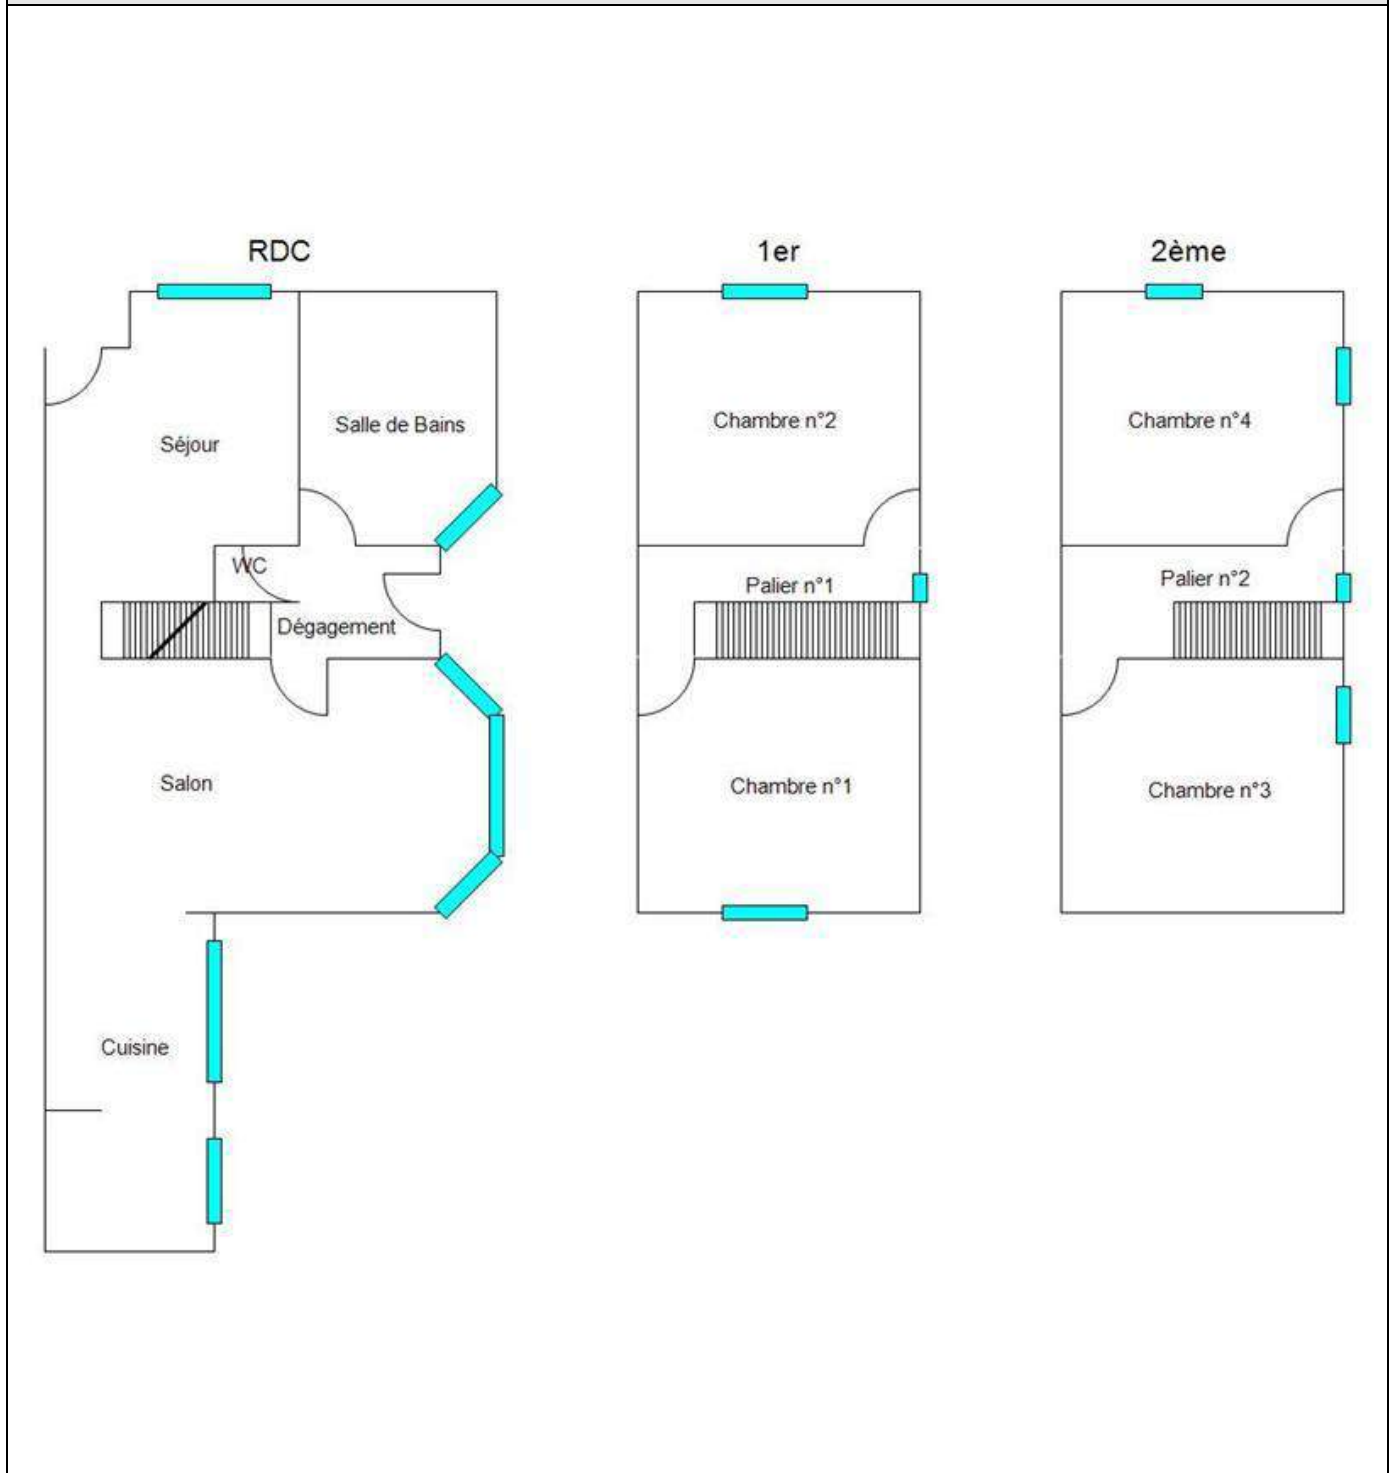 RDC
Séjour
Salle de Bains
WC
Dégagement
Salon
Cuisine
1er
Chambre n°2
Palier n°1
Chambre n°1
2ème
Chambre n°4
Palier n°2
Chambre n°3